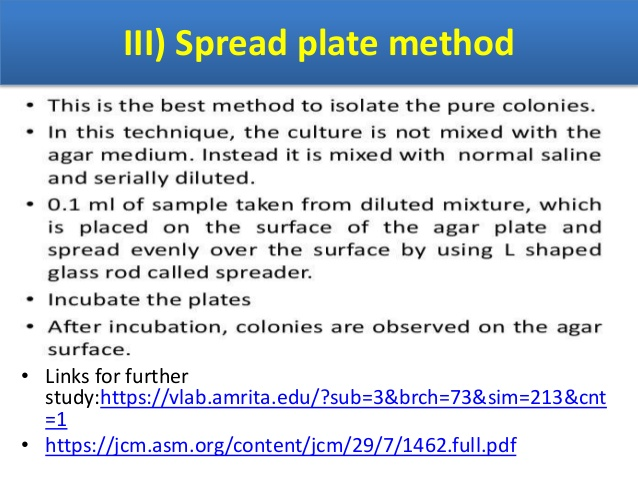 III) Spread plate method
• This is the best method to isolate the pure colonies.
• In this technique, the culture is not mixed with the
agar medium. Instead it is mixed with normal saline
and serially diluted.
• 0.1 ml of sample taken from diluted mixture, which
is placed on the surface of the agar plate and
spread evenly over the surface by using L shaped
glass rod called spreader.
• Incubate the plates
• After incubation, colonies are observed on the agar
surface.
• Links for further
study:https://vlab.amrita.edu/?sub=3&brch=73&sim=213&cnt
=1
• https://jcm.asm.org/content/jcm/29/7/1462.full.pdf